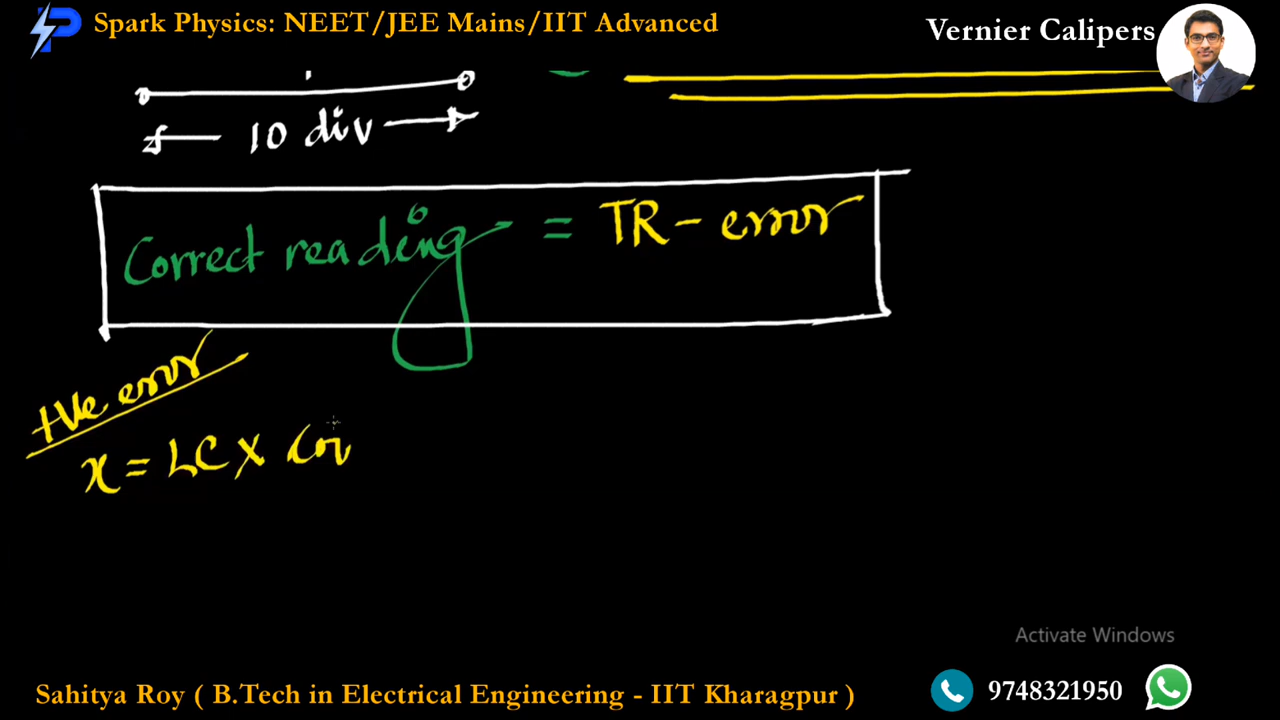 Spark Physics: NEET/JEE Mains/IIT Advanced
Vernier Calipers
10 div
Correct reading = TR - error
+ve error
x = LC × Cor
Activate Windows
Sahitya Roy ( B.Tech in Electrical Engineering - IIT Kharagpur )
9748321950